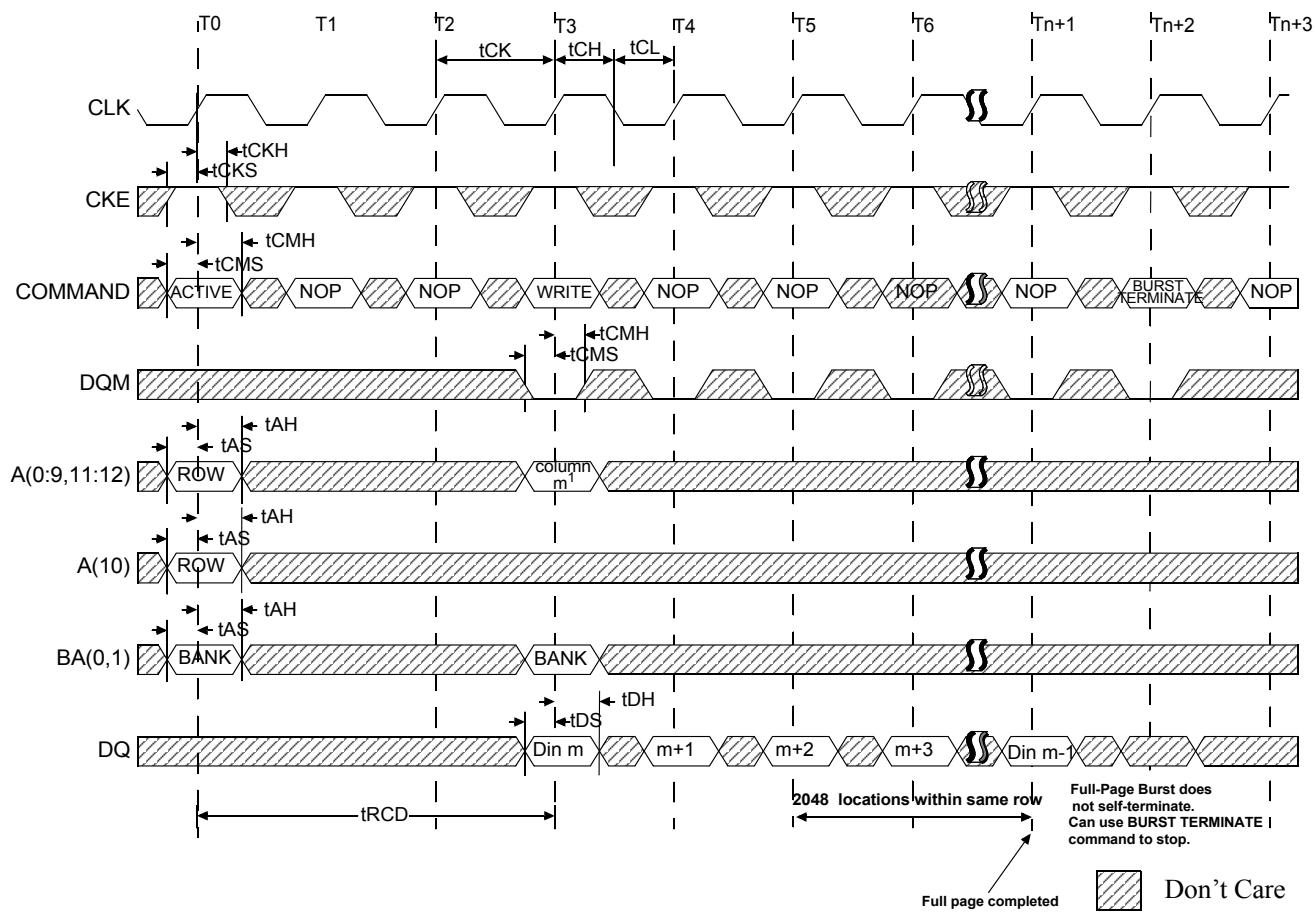 T0 T1 T2 T3 T4 T5 T6 Tn+1 Tn+2 Tn+3
tCK tCH tCL
CLK
tCKH
tCKS
CKE
tCMH
tCMS
COMMAND ACTIVE NOP NOP WRITE NOP NOP NOP NOP BURST TERMINATE NOP
tCMH
tCMS
DQM
tAH
tAS
A(0:9,11:12) ROW column m1
tAH
tAS
A(10) ROW
tAH
tAS
BA(0,1) BANK BANK
tDH
tDS
DQ Din m m+1 m+2 m+3 Din m-1
tRCD
2048 locations within same row
Full-Page Burst does
not self-terminate.
Can use BURST TERMINATE
command to stop.
Full page completed
Don't Care